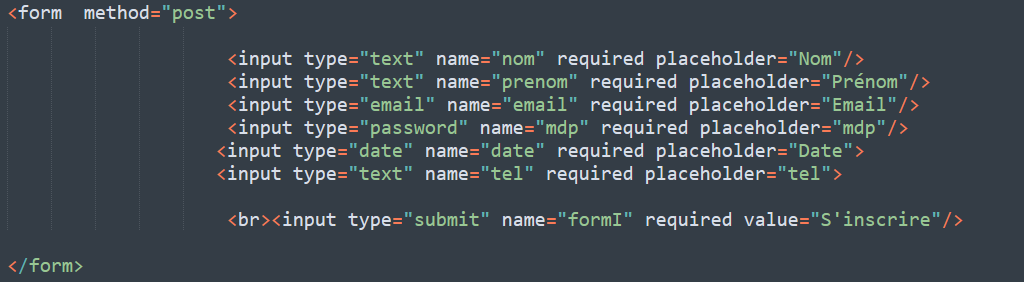 <form  method="post">
<input type="text" name="nom" required placeholder="Nom"/>
<input type="text" name="prenom" required placeholder="Prénom"/>
<input type="email" name="email" required placeholder="Email"/>
<input type="password" name="mdp" required placeholder="mdp"/>
<input type="date" name="date" required placeholder="Date">
<input type="text" name="tel" required placeholder="tel">
<br><input type="submit" name="formI" required value="S'inscrire"/>
</form>